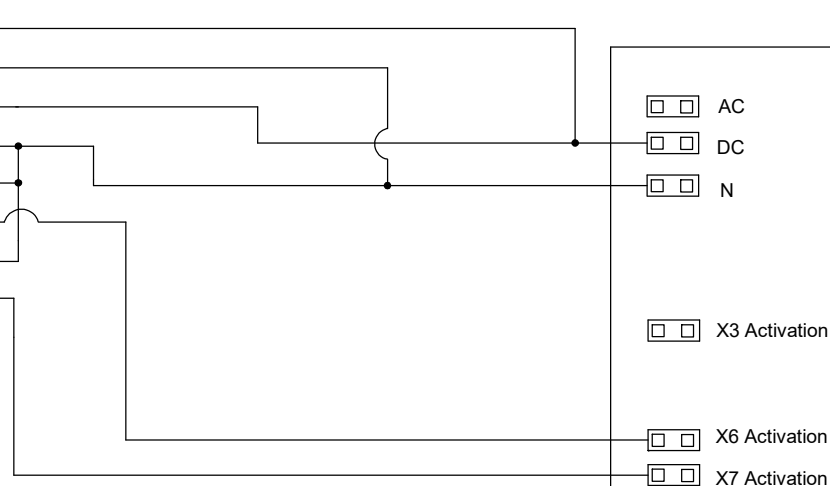 AC
DC
N
X3 Activation
X6 Activation
X7 Activation